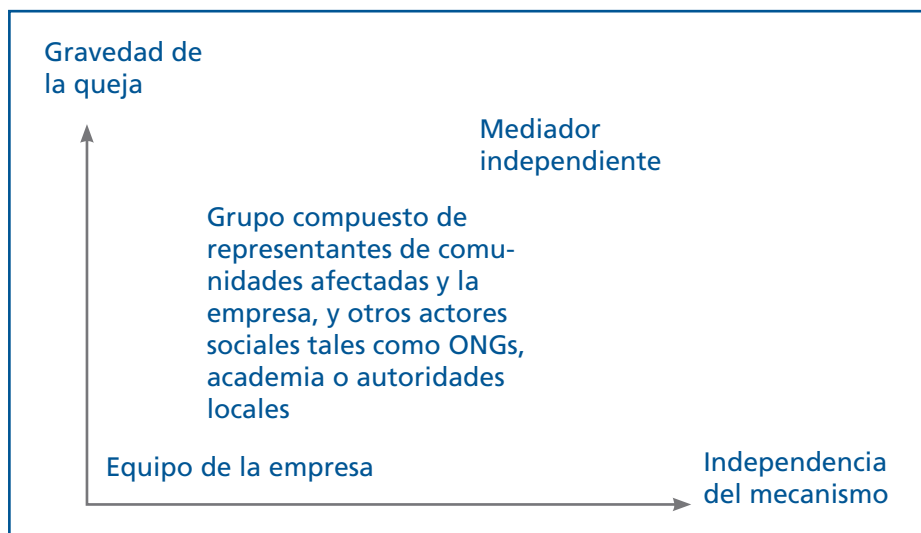 Gravedad de
la queja
Mediador
independiente
Grupo compuesto de
representantes de comu-
nidades afectadas y la
empresa, y otros actores
sociales tales como ONGs,
academia o autoridades
locales
Equipo de la empresa
Independencia
del mecanismo